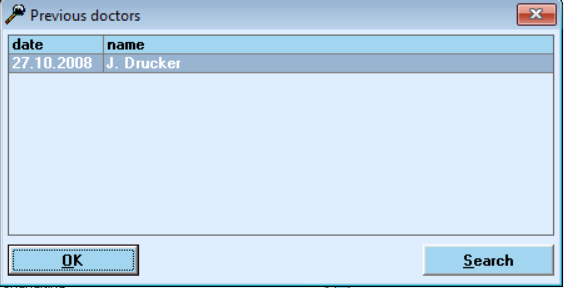 Previous doctors
date name
27.10.2008 J. Drucker
OK Search